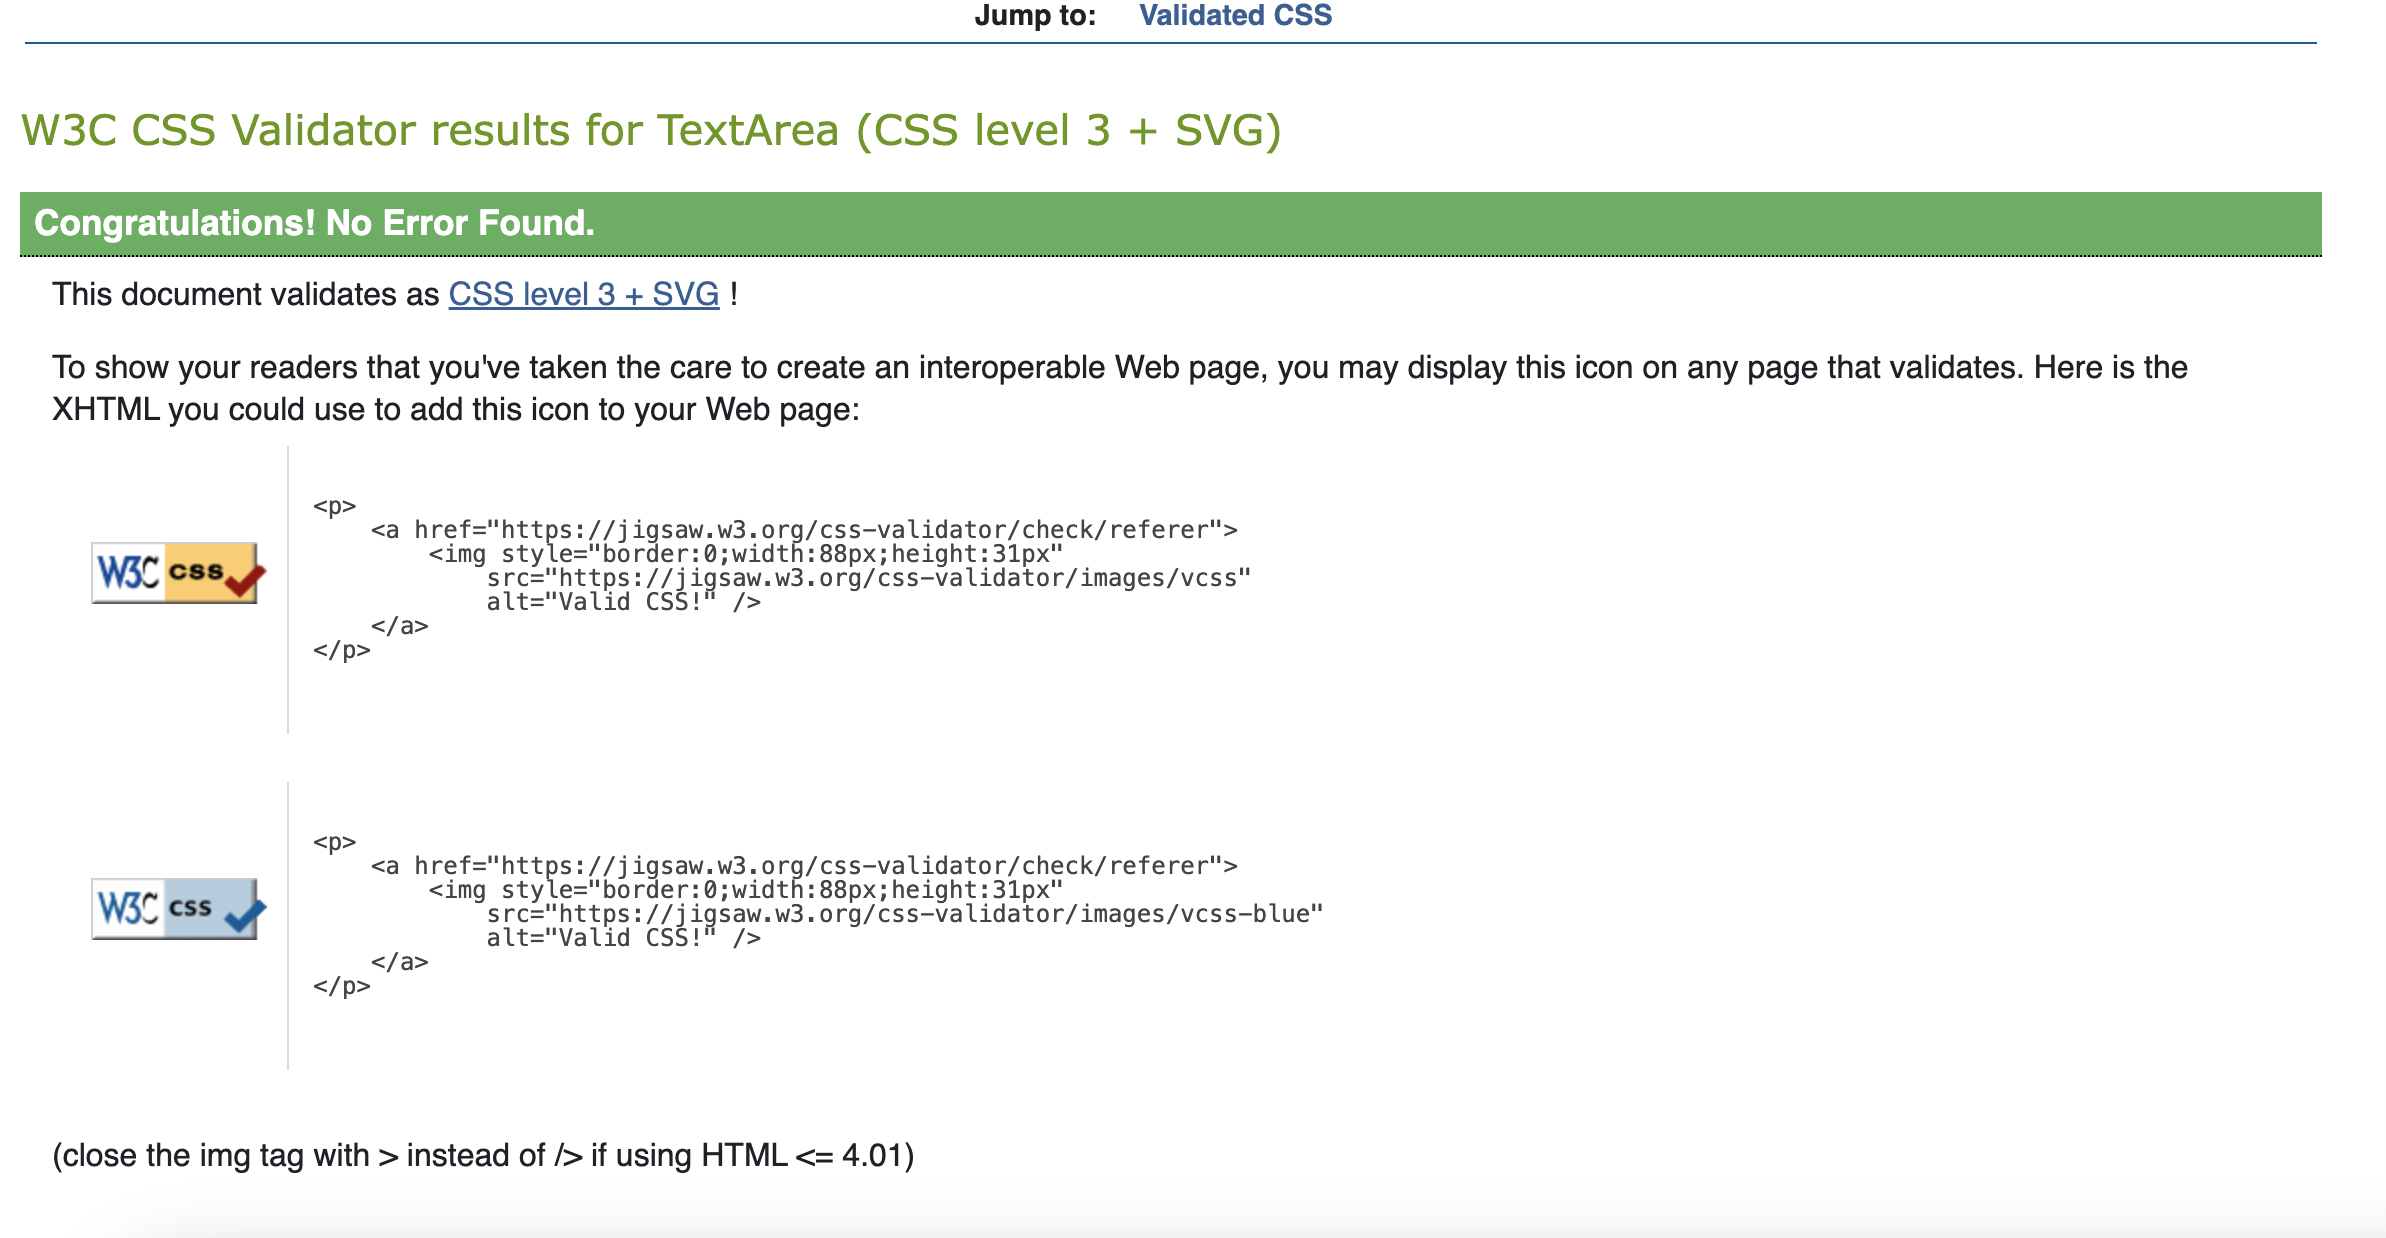 Jump to: Validated CSS
W3C CSS Validator results for TextArea (CSS level 3 + SVG)
Congratulations! No Error Found.
This document validates as CSS level 3 + SVG !
To show your readers that you've taken the care to create an interoperable Web page, you may display this icon on any page that validates. Here is the
XHTML you could use to add this icon to your Web page:
W3C css
<p>
    <a href="https://jigsaw.w3.org/css-validator/check/referer">
        <img style="border:0;width:88px;height:31px"
            src="https://jigsaw.w3.org/css-validator/images/vcss"
            alt="Valid CSS!" />
    </a>
</p>
W3C css
<p>
    <a href="https://jigsaw.w3.org/css-validator/check/referer">
        <img style="border:0;width:88px;height:31px"
            src="https://jigsaw.w3.org/css-validator/images/vcss-blue"
            alt="Valid CSS!" />
    </a>
</p>
(close the img tag with > instead of /> if using HTML <= 4.01)